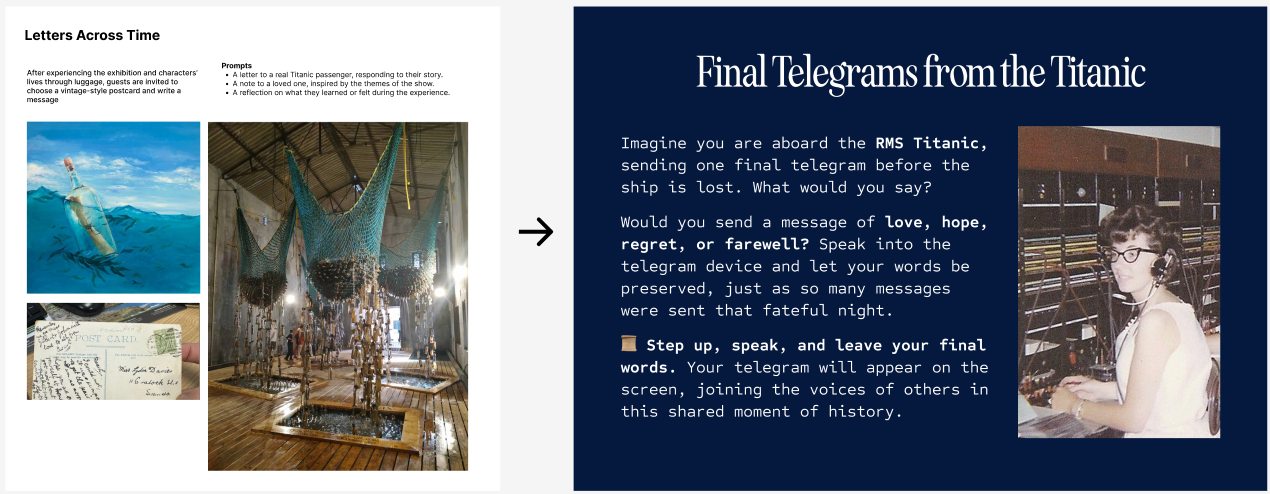 Letters Across Time
After experiencing the exhibition and characters'
lives through luggage, guests are invited to
choose a vintage-style postcard and write a
message
Prompts
• A letter to a real Titanic passenger, responding to their story.
• A note to a loved one, inspired by the themes of the show.
• A reflection on what they learned or felt during the experience.
POST CARD
Final Telegrams from the Titanic
Imagine you are aboard the RMS Titanic,
sending one final telegram before the
ship is lost. What would you say?
Would you send a message of love, hope,
regret, or farewell? Speak into the
telegram device and let your words be
preserved, just as so many messages
were sent that fateful night.
Step up, speak, and leave your final
words. Your telegram will appear on the
screen, joining the voices of others in
this shared moment of history.